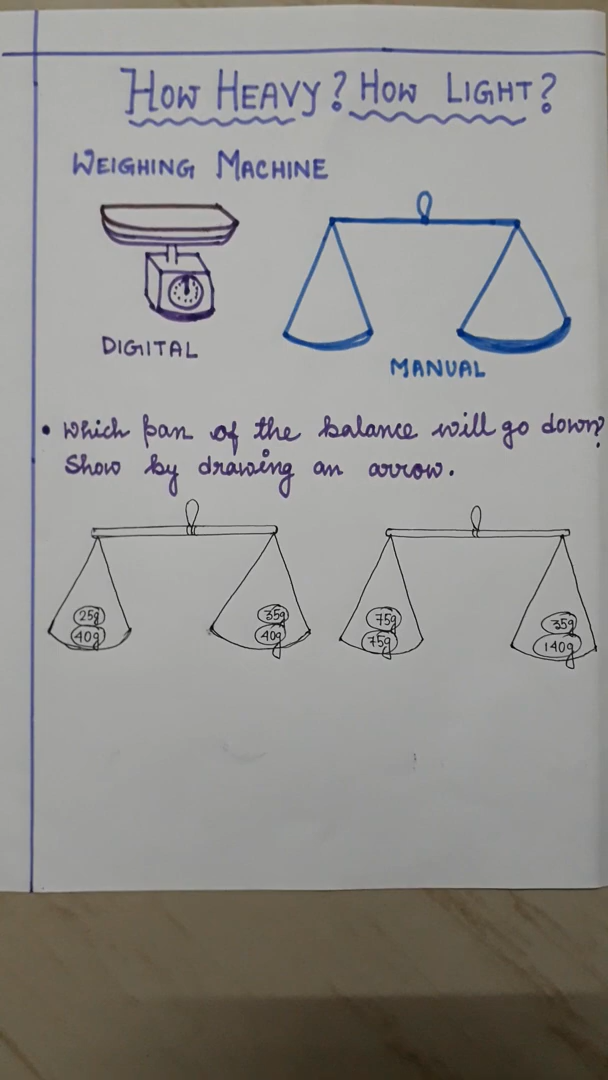 HOW HEAVY? HOW LIGHT?
WEIGHING MACHINE
DIGITAL
MANUAL
• Which pan of the balance will go down?
Show by drawing an arrow.
25g 35g 75g 35g
40g 40g 75g 140g